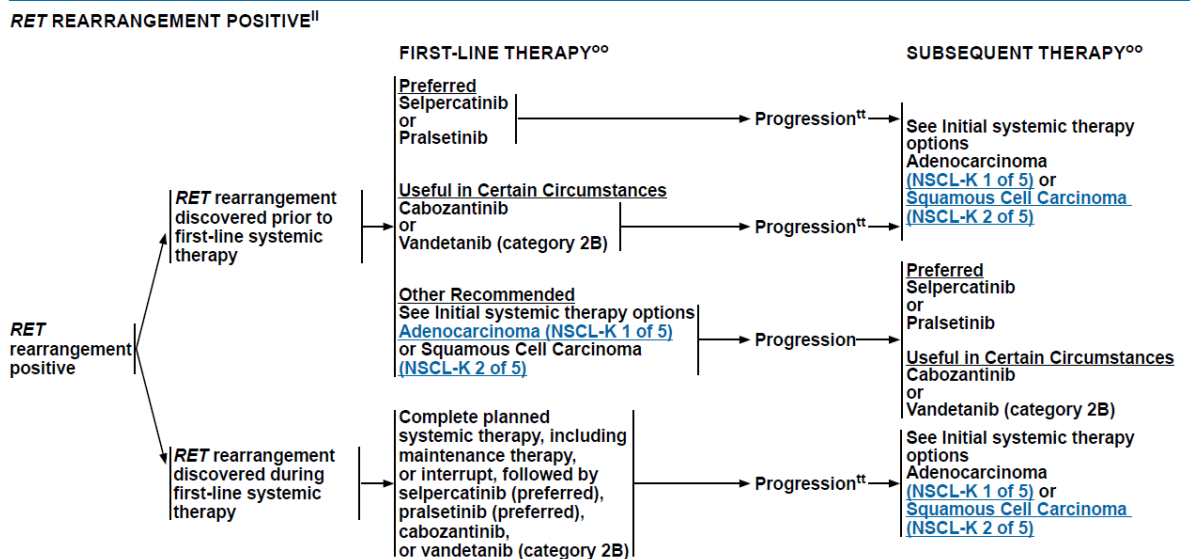 RET REARRANGEMENT POSITIVEll
FIRST-LINE THERAPYoo
SUBSEQUENT THERAPYoo
RET
rearrangement
positive
RET rearrangement
discovered prior to
first-line systemic
therapy
Preferred
Selpercatinib
or
Pralsetinib
Progressiontt
Useful in Certain Circumstances
Cabozantinib
or
Vandetanib (category 2B)
Progressiontt
See Initial systemic therapy
options
Adenocarcinoma
(NSCL-K 1 of 5) or
Squamous Cell Carcinoma
(NSCL-K 2 of 5)
Other Recommended
See Initial systemic therapy options
Adenocarcinoma (NSCL-K 1 of 5)
or Squamous Cell Carcinoma
(NSCL-K 2 of 5)
Progression
Preferred
Selpercatinib
or
Pralsetinib
Useful in Certain Circumstances
Cabozantinib
or
Vandetanib (category 2B)
RET rearrangement
discovered during
first-line systemic
therapy
Complete planned
systemic therapy, including
maintenance therapy,
or interrupt, followed by
selpercatinib (preferred),
pralsetinib (preferred),
cabozantinib,
or vandetanib (category 2B)
Progressiontt
See Initial systemic therapy
options
Adenocarcinoma
(NSCL-K 1 of 5) or
Squamous Cell Carcinoma
(NSCL-K 2 of 5)